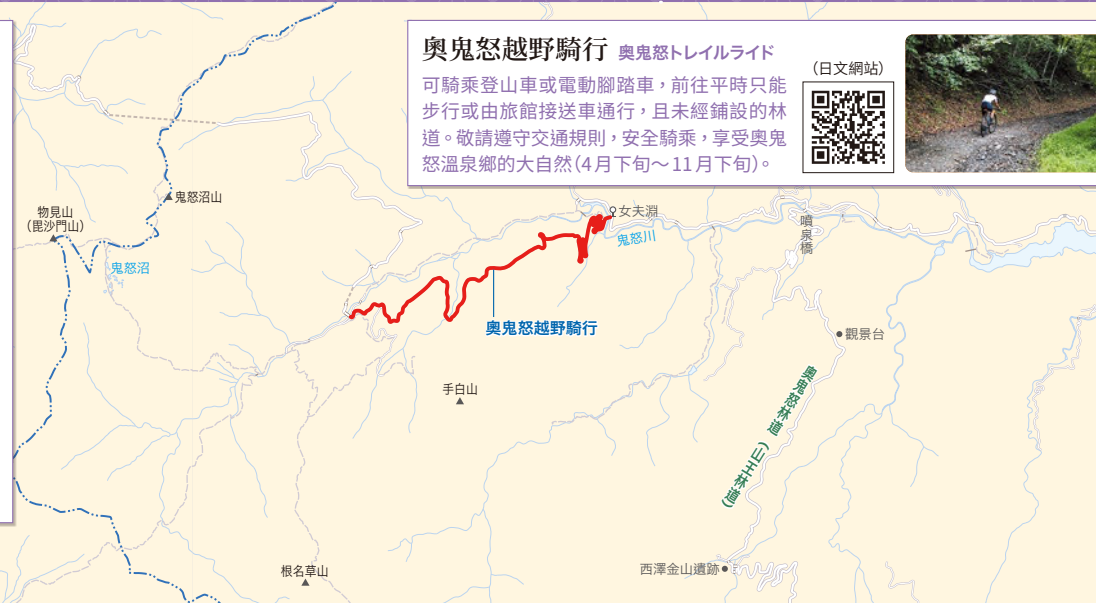 奧鬼怒越野騎行 奥鬼怒トレイルライド
可騎乘登山車或電動腳踏車，前往平時只能
步行或由旅館接送車通行，且未經鋪設的林
道。敬請遵守交通規則，安全騎乘，享受奧鬼
怒溫泉鄉的大自然（4月下旬～11月下旬）。
（日文網站）
鬼怒沼山
物見山
（毘沙門山）
鬼怒沼
女夫淵
鬼怒川
噴泉橋
奧鬼怒越野騎行
觀景台
手白山
奧鬼怒林道（山王林道）
根名草山
西澤金山遺跡